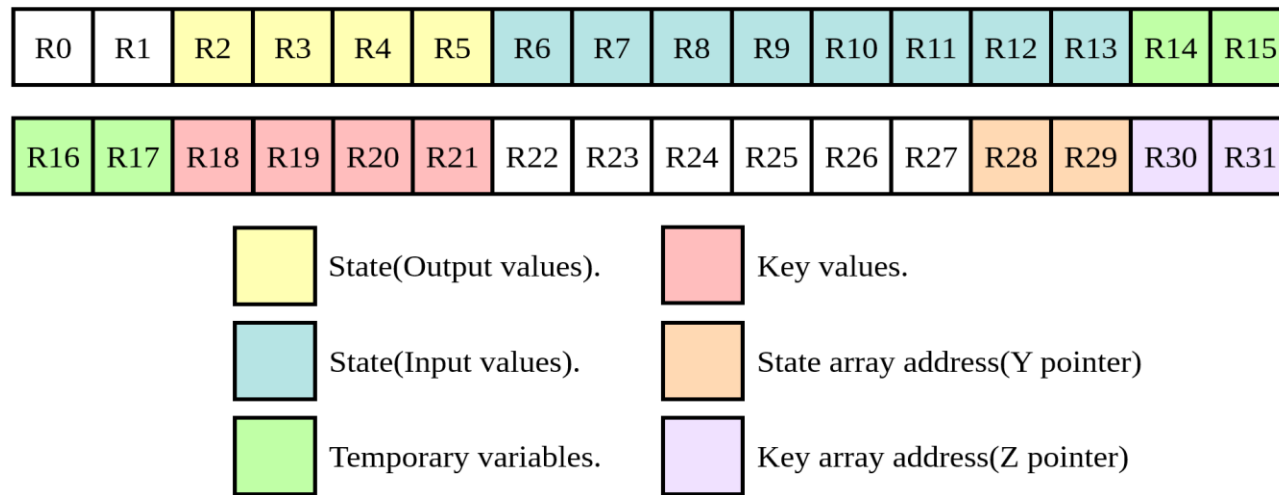 R0 R1 R2 R3 R4 R5 R6 R7 R8 R9 R10 R11 R12 R13 R14 R15
R16 R17 R18 R19 R20 R21 R22 R23 R24 R25 R26 R27 R28 R29 R30 R31
State(Output values). Key values.
State(Input values). State array address(Y pointer)
Temporary variables. Key array address(Z pointer)